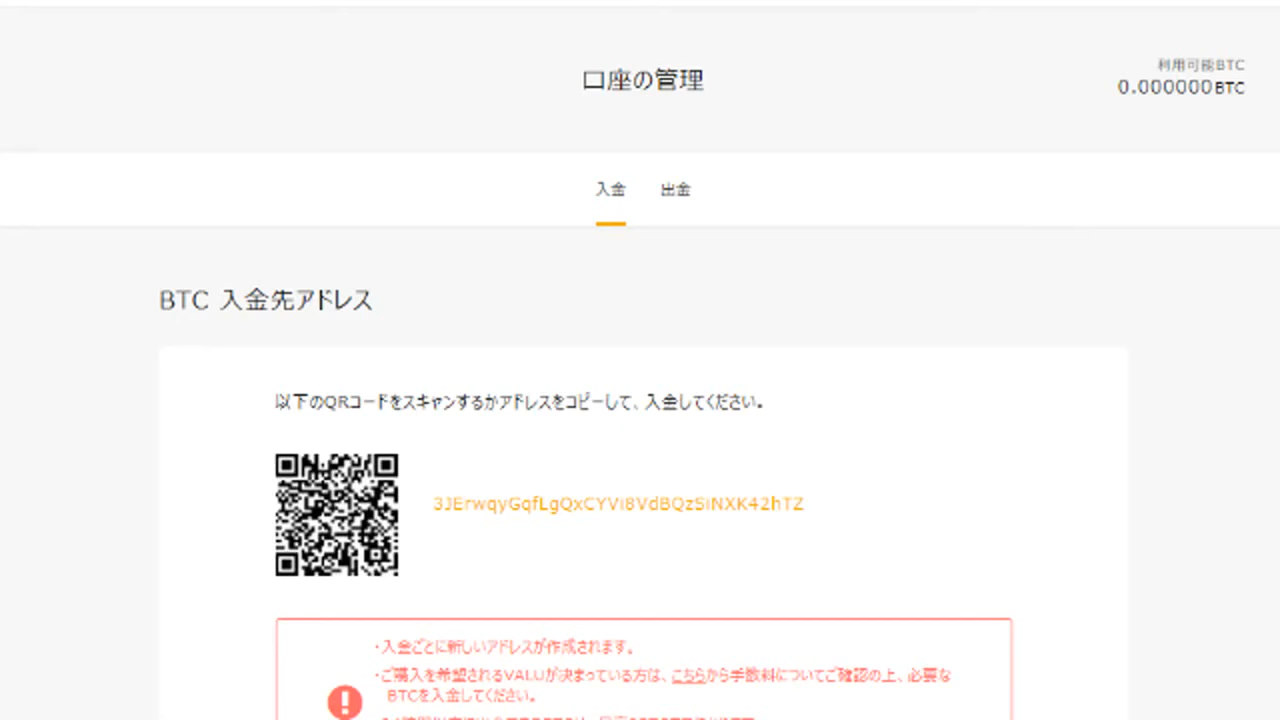 口座の管理
利用可能BTC
0.000000BTC
入金 出金
BTC 入金先アドレス
以下のQRコードをスキャンするかアドレスをコピーして、入金してください。
3JErwqyGqfLgQxCYVi8VdBQzSiNXK42hTZ
・入金ごとに新しいアドレスが作成されます。
・ご購入を希望されるVALUが決まっている方は、こちらから手数料についてご確認の上、必要な
BTCを入金してください。